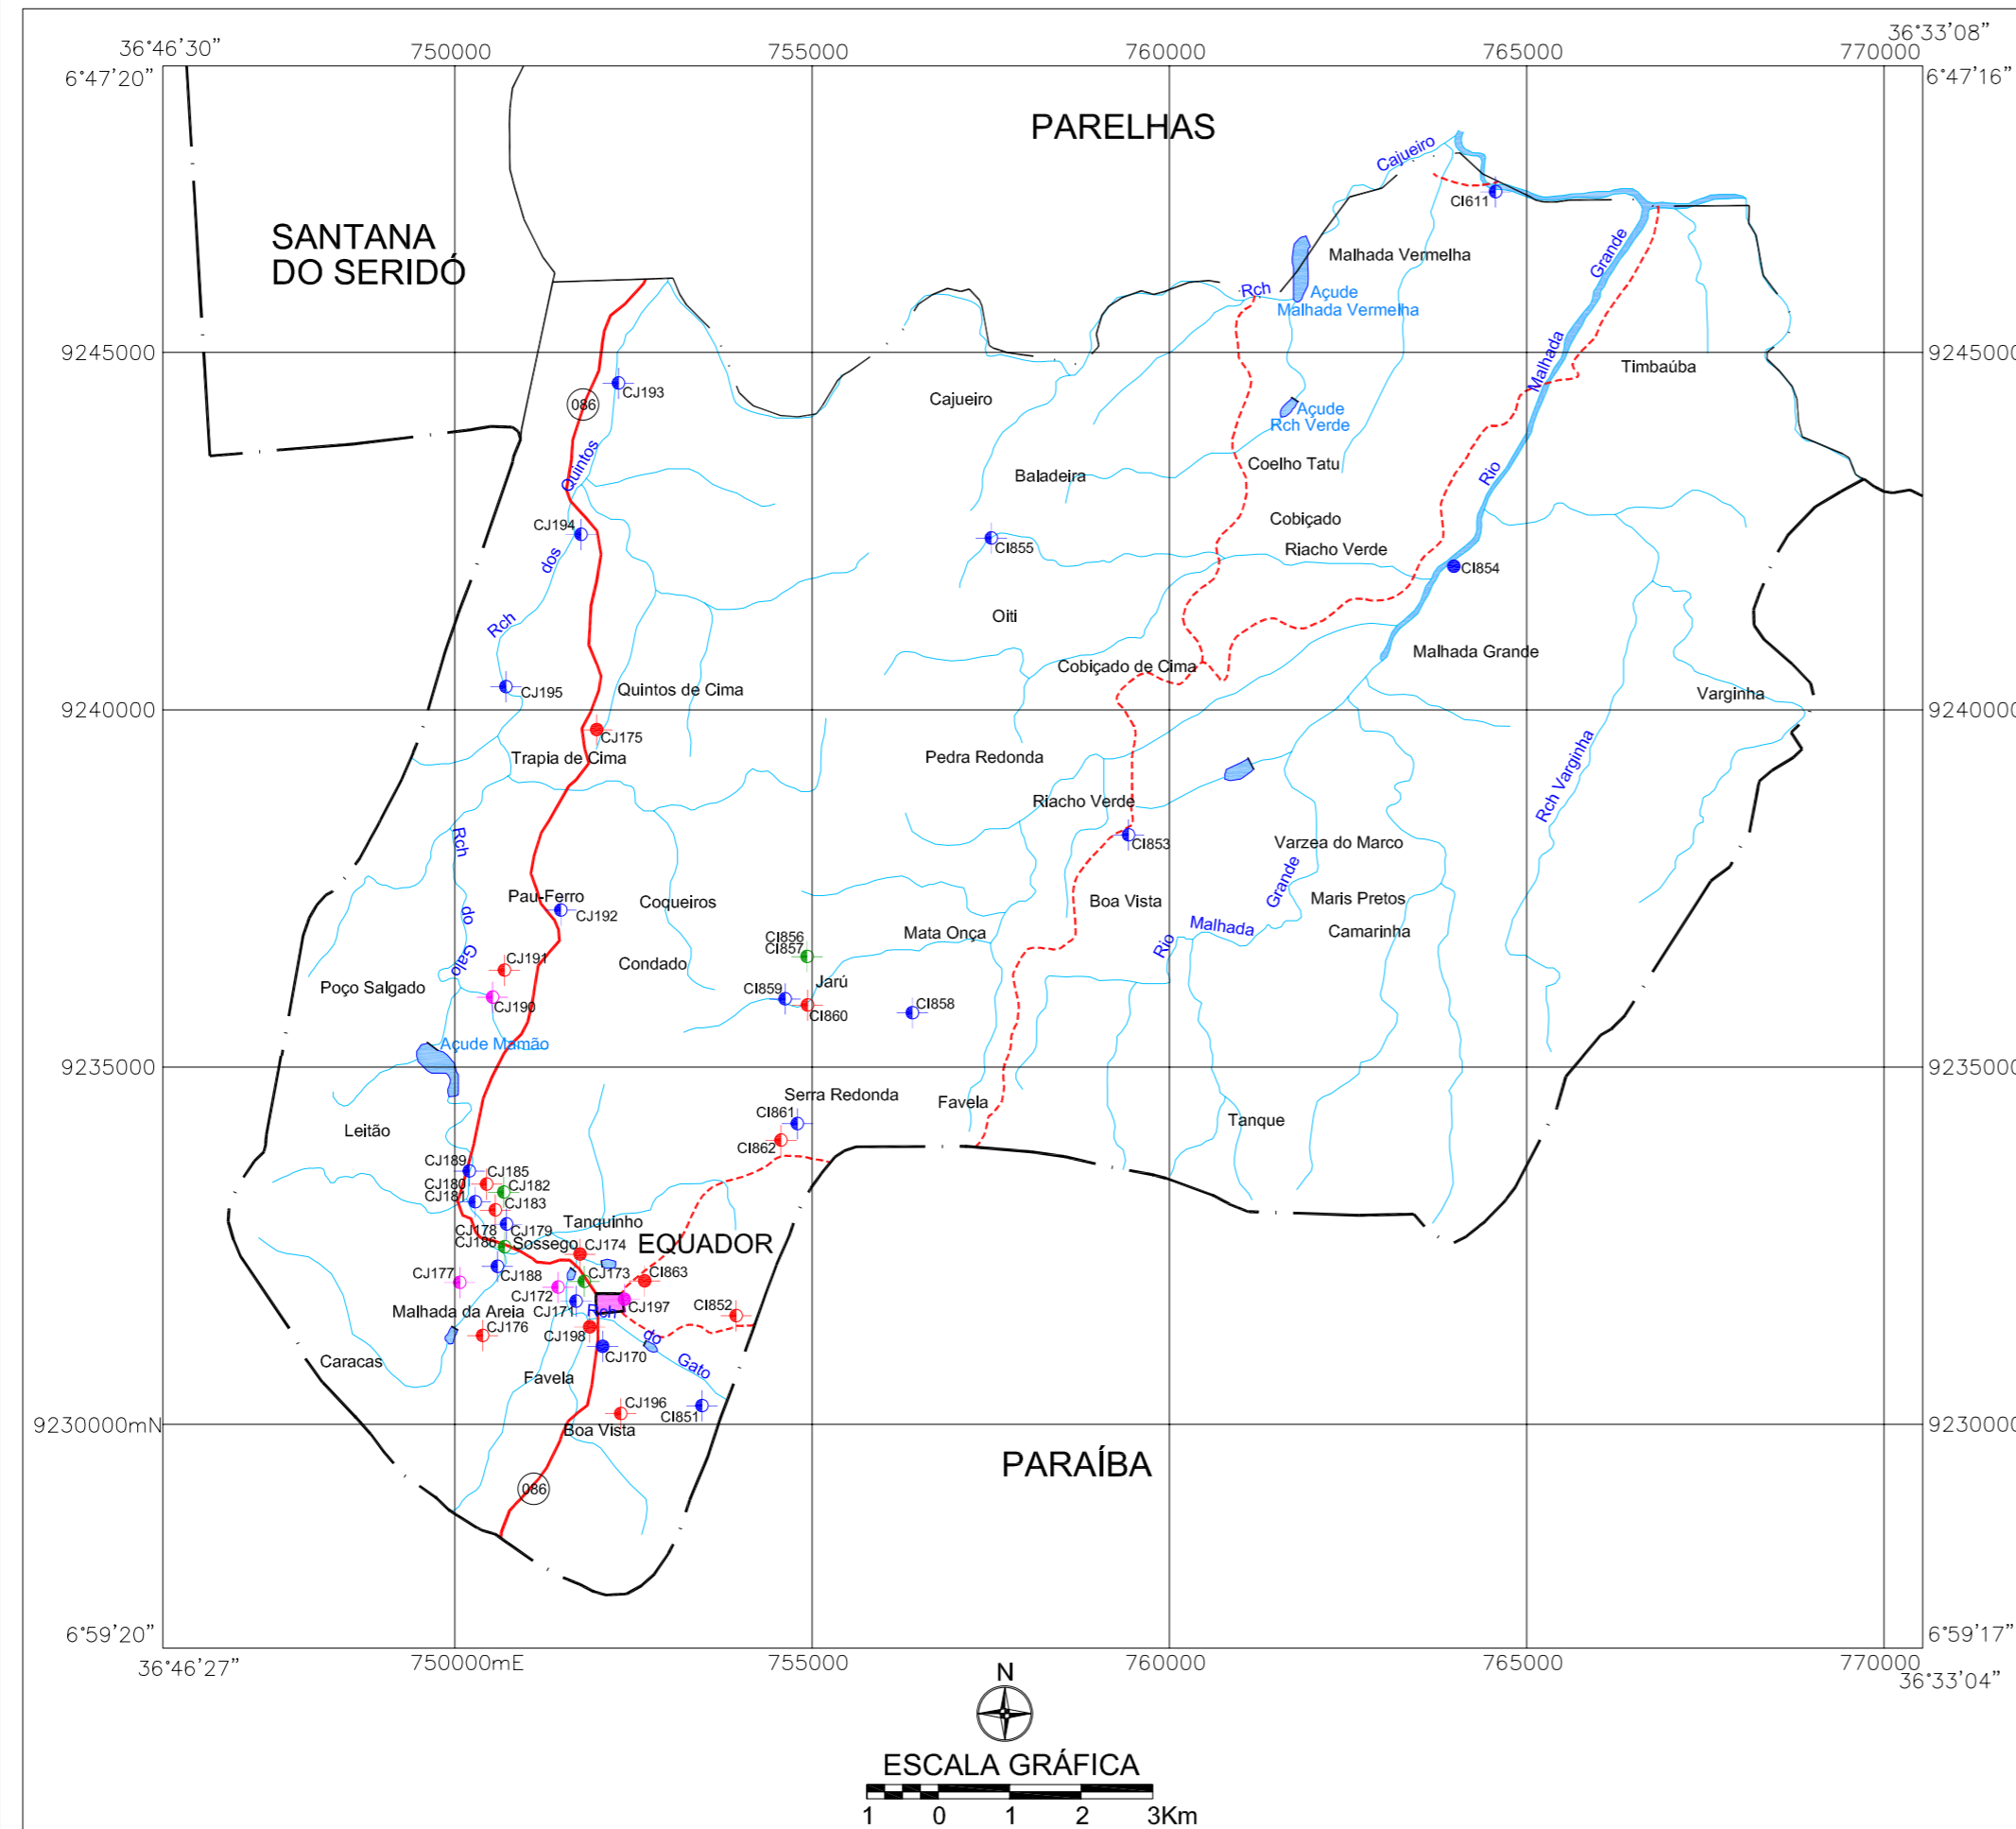 36°46'30"
750000
755000
760000
765000
770000
36°33'08"
6°47'20"
6°47'16"
PARELHAS
Cajueiro
CI611
SANTANA
DO SERIDÓ
Malhada Vermelha
Grande
Rch
Açude
Malhada Vermelha
9245000
9245000
Malhada
Timbaúba
CJ193
086
Cajueiro
Açude
Rch Verde
Quintos
Coelho Tatu
Baladeira
Rio
CJ194
Cobiçado
dos
CI855
Riacho Verde
CI854
Rch
Oiti
Malhada Grande
Cobiçado de Cima
CJ195
Quintos de Cima
Varginha
9240000
9240000
CJ175
Trapia de Cima
Pedra Redonda
Rch Varginha
Riacho Verde
Rch
CI853
Varzea do Marco
Grande
Pau-Ferro
CJ192
Coqueiros
Boa Vista
Maris Pretos
do
Malhada
CI856
CI857
Mata Onça
Camarinha
Rio
Galo
CJ191
Condado
Jarú
Poço Salgado
CI859
CJ190
CI860
CI858
Açude Mamão
9235000
9235000
Serra Redonda
Favela
CI861
Tanque
Leitão
CI862
CJ189
CJ185
CJ180
CJ182
CJ181
CJ183
Tanquinho
CJ178
CJ179
CJ186
Sossego
CJ174
EQUADOR
CJ177
CJ188
CJ173
CI863
CJ172
CJ197
Malhada da Areia
CJ171
Rch
CI852
CJ176
CJ198
do
CJ170
Caracas
Gato
Favela
CJ196
CI851
9230000mN
9230000
Boa Vista
PARAÍBA
086
6°59'20"
6°59'17"
36°46'27"
750000mE
755000
760000
765000
770000
36°33'04"
N
ESCALA GRÁFICA
1 0 1 2 3Km